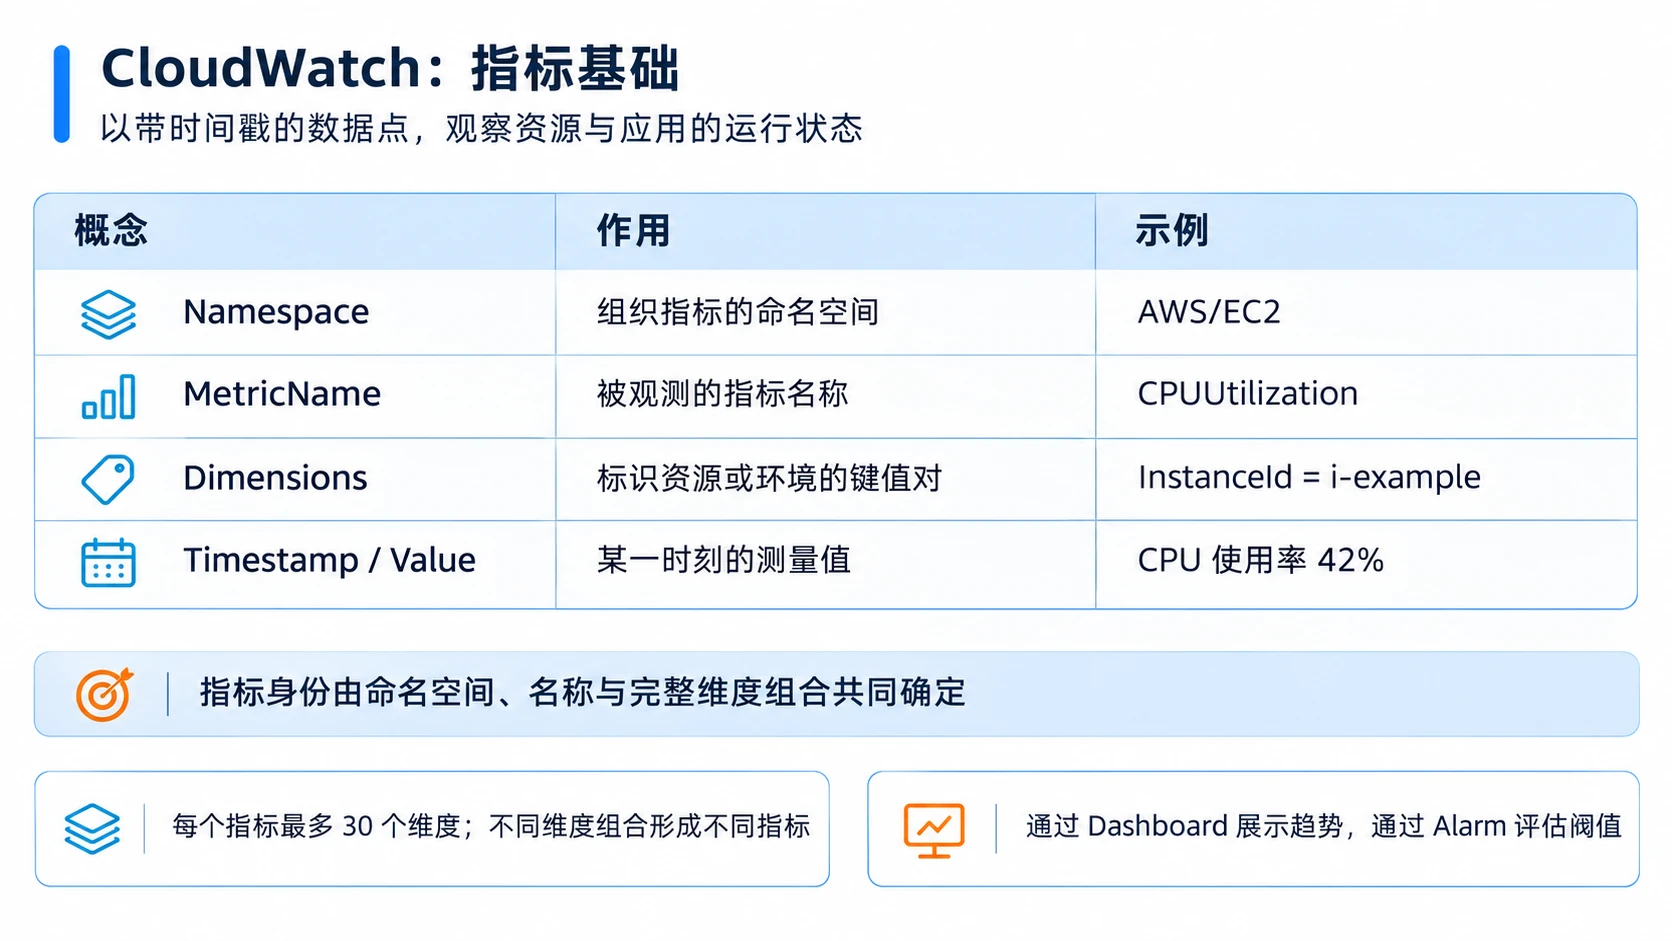 CloudWatch：指标基础
以带时间戳的数据点，观察资源与应用的运行状态
概念 作用 示例
Namespace 组织指标的命名空间 AWS/EC2
MetricName 被观测的指标名称 CPUUtilization
Dimensions 标识资源或环境的键值对 InstanceId = i-example
Timestamp / Value 某一时刻的测量值 CPU 使用率 42%
指标身份由命名空间、名称与完整维度组合共同确定
每个指标最多 30 个维度；不同维度组合形成不同指标
通过 Dashboard 展示趋势，通过 Alarm 评估阀值